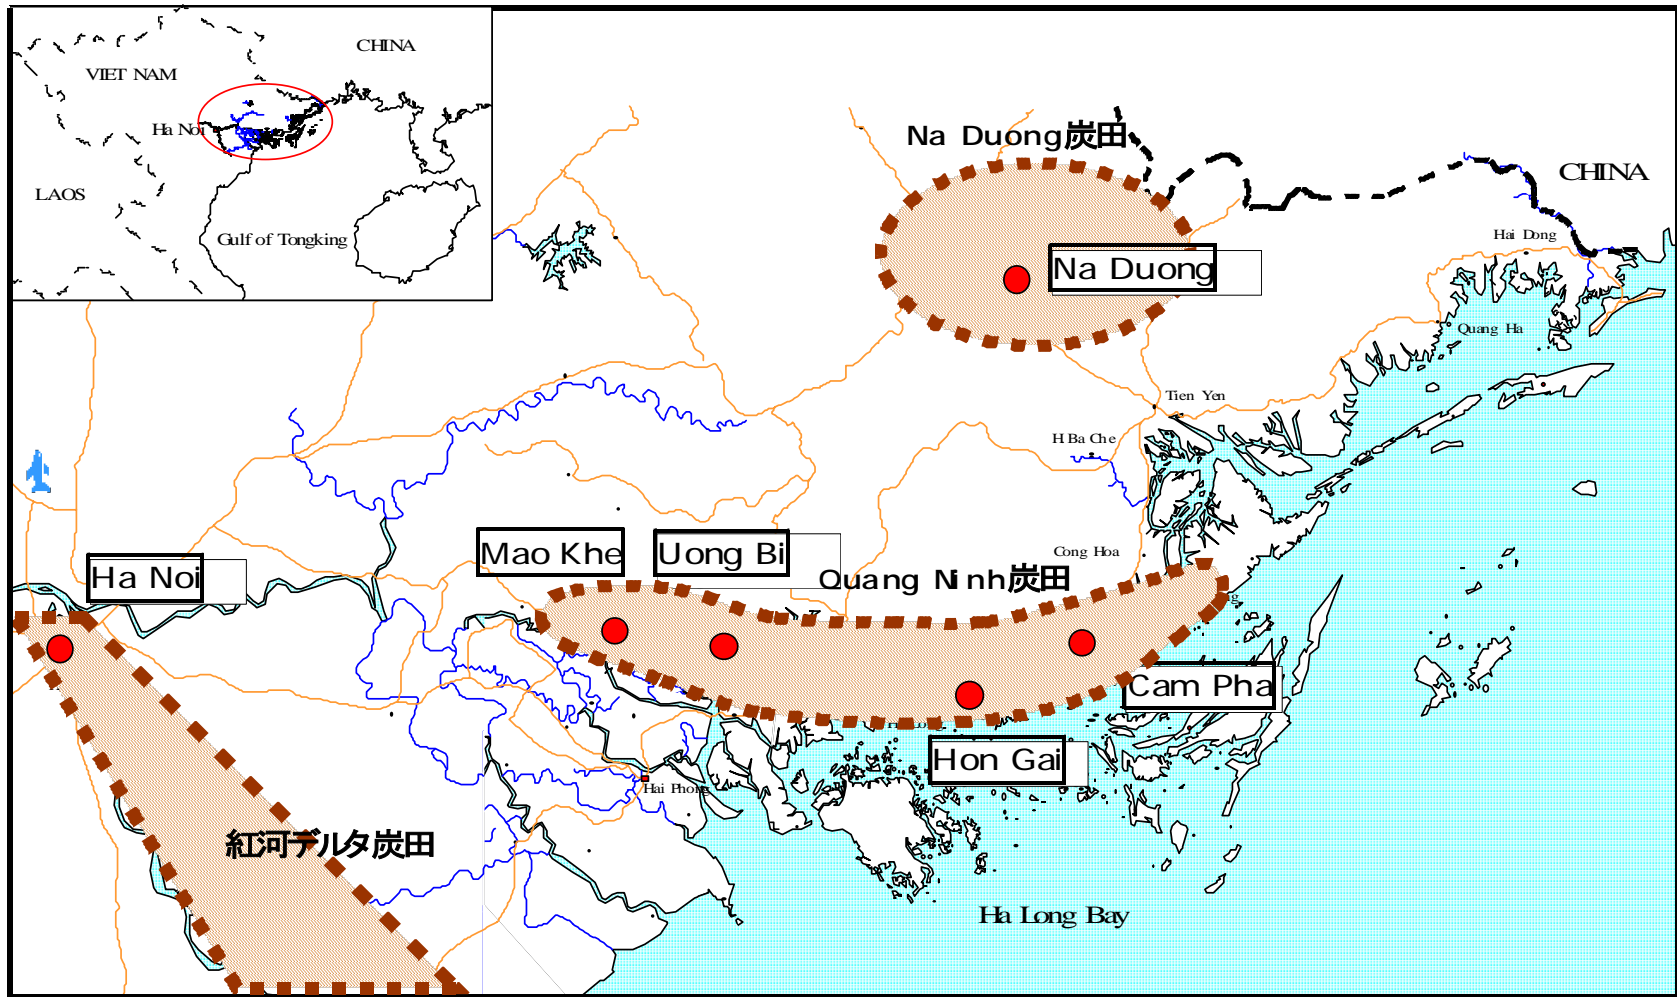 CHINA
VIET NAM
Ha Noi
LAOS
Gulf of Tongking
Na Duong炭田
CHINA
Hai Dong
Na Duong
Quang Ha
Tien Yen
H Ba Che
Mao Khe
Uong Bi
Cong Hoa
Ha Noi
Quang Ninh炭田
Cam Pha
Hon Gai
Hai Phong
紅河デルタ炭田
Ha Long Bay